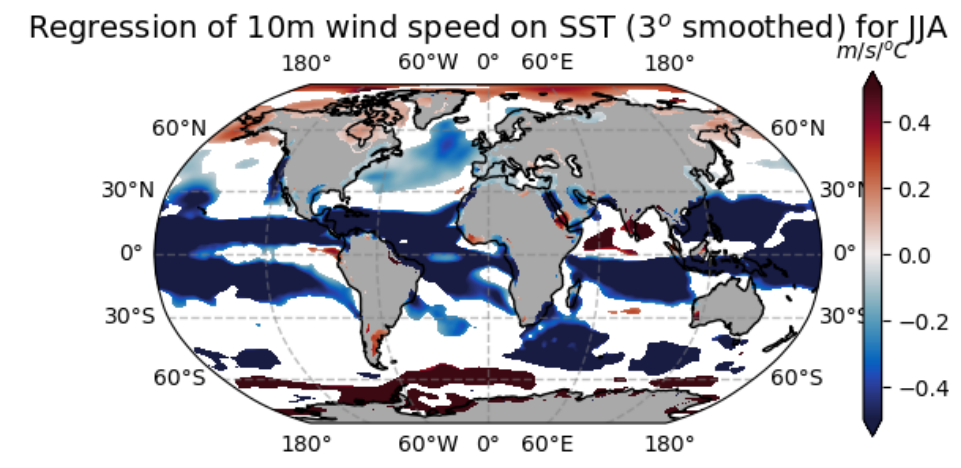 Regression of 10m wind speed on SST (3° smoothed) for JJA
m/s/°C
180° 60°W 0° 60°E 180°
60°N 60°N
30°N 30°N
0° 0°
30°S 30°S
60°S 60°S
180° 60°W 0° 60°E 180°
0.4
0.2
0.0
−0.2
−0.4